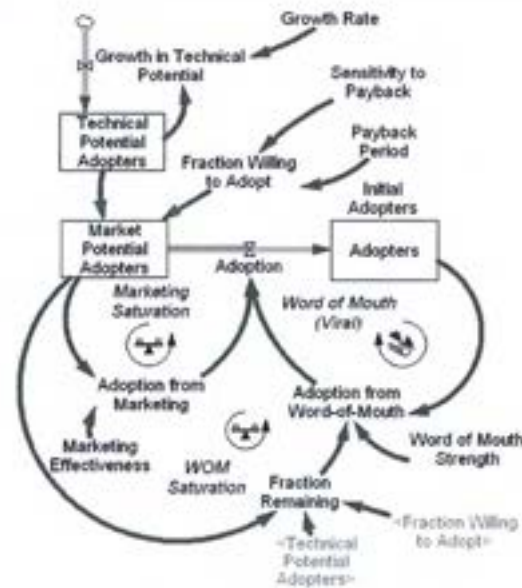 Growth Rate
Growth in Technical
Potential
Sensitivity to
Payback
Technical
Potential
Adopters
Payback
Period
Fraction Willing
to Adopt
Initial
Adopters
Market
Potential
Adopters
Adoption
Adopters
Marketing
Saturation
Word of Mouth
(Viral)
Adoption from
Marketing
Adoption from
Word-of-Mouth
Marketing
Effectiveness
WOM
Saturation
Word of Mouth
Strength
Fraction
Remaining
<Technical
Potential
Adopters>
<Fraction Willing
to Adopt>